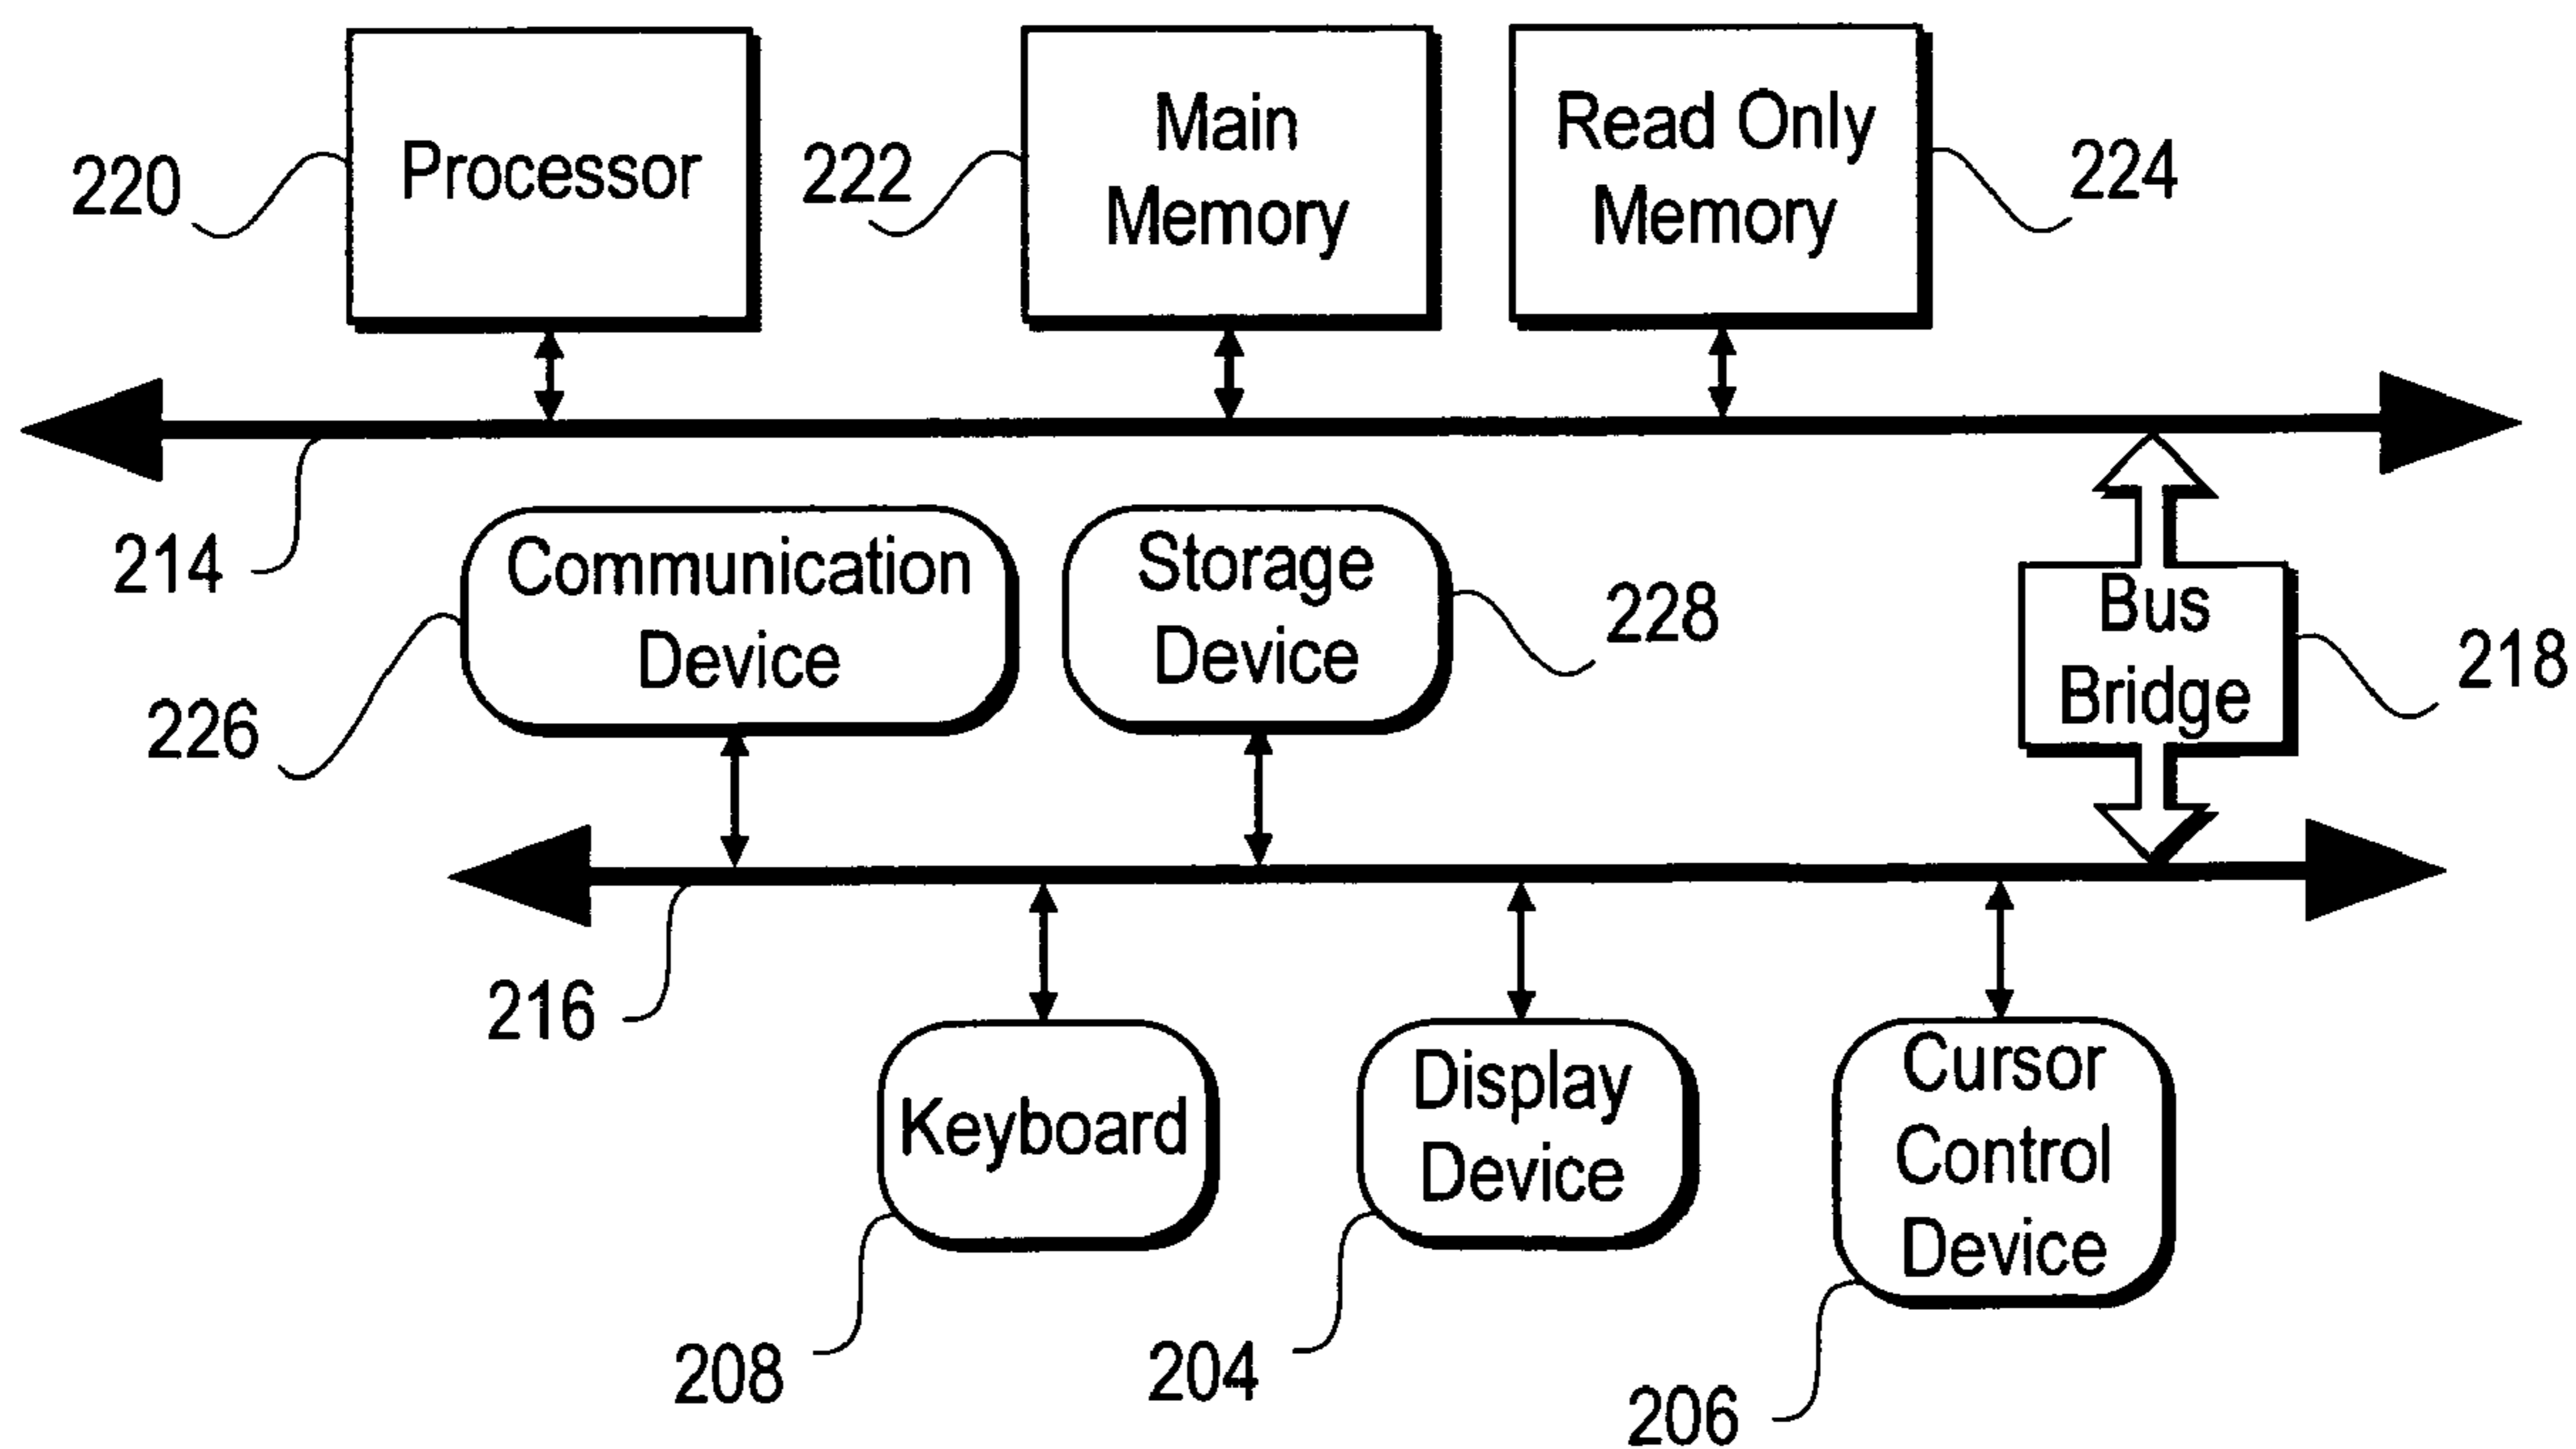 220
Processor
222
Main
Memory
Read Only
Memory
224
214
Communication
Device
226
Storage
Device
228
Bus
Bridge
218
216
Keyboard
208
Display
Device
204
Cursor
Control
Device
206